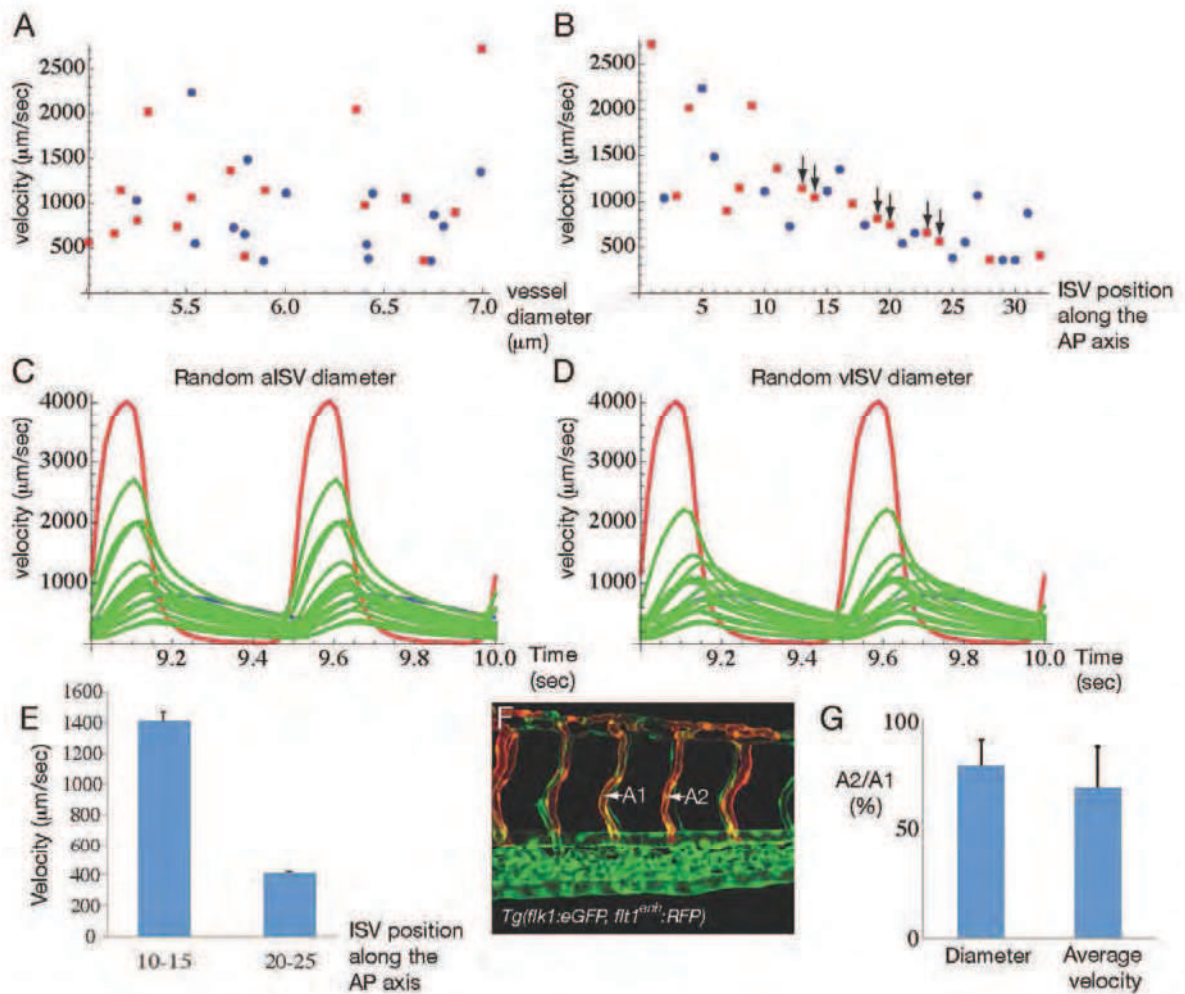 A
B
velocity (µm/sec)
2500
2000
1500
1000
500
5.5
6.0
6.5
7.0
vessel
diameter
(µm)
velocity (µm/sec)
2500
2000
1500
1000
500
5
10
15
20
25
30
ISV position
along the
AP axis
C
Random aISV diameter
velocity (µm/sec)
4000
3000
2000
1000
9.2
9.4
9.6
9.8
10.0
Time
(sec)
D
Random vISV diameter
velocity (µm/sec)
4000
3000
2000
1000
9.2
9.4
9.6
9.8
10.0
Time
(sec)
E
Velocity (µm/sec)
1600
1400
1200
1000
800
600
400
200
0
10-15
20-25
ISV position
along the
AP axis
F
A1
A2
Tg(flk1:eGFP, flt1enh:RFP)
G
A2/A1
(%)
100
50
0
Diameter
Average
velocity